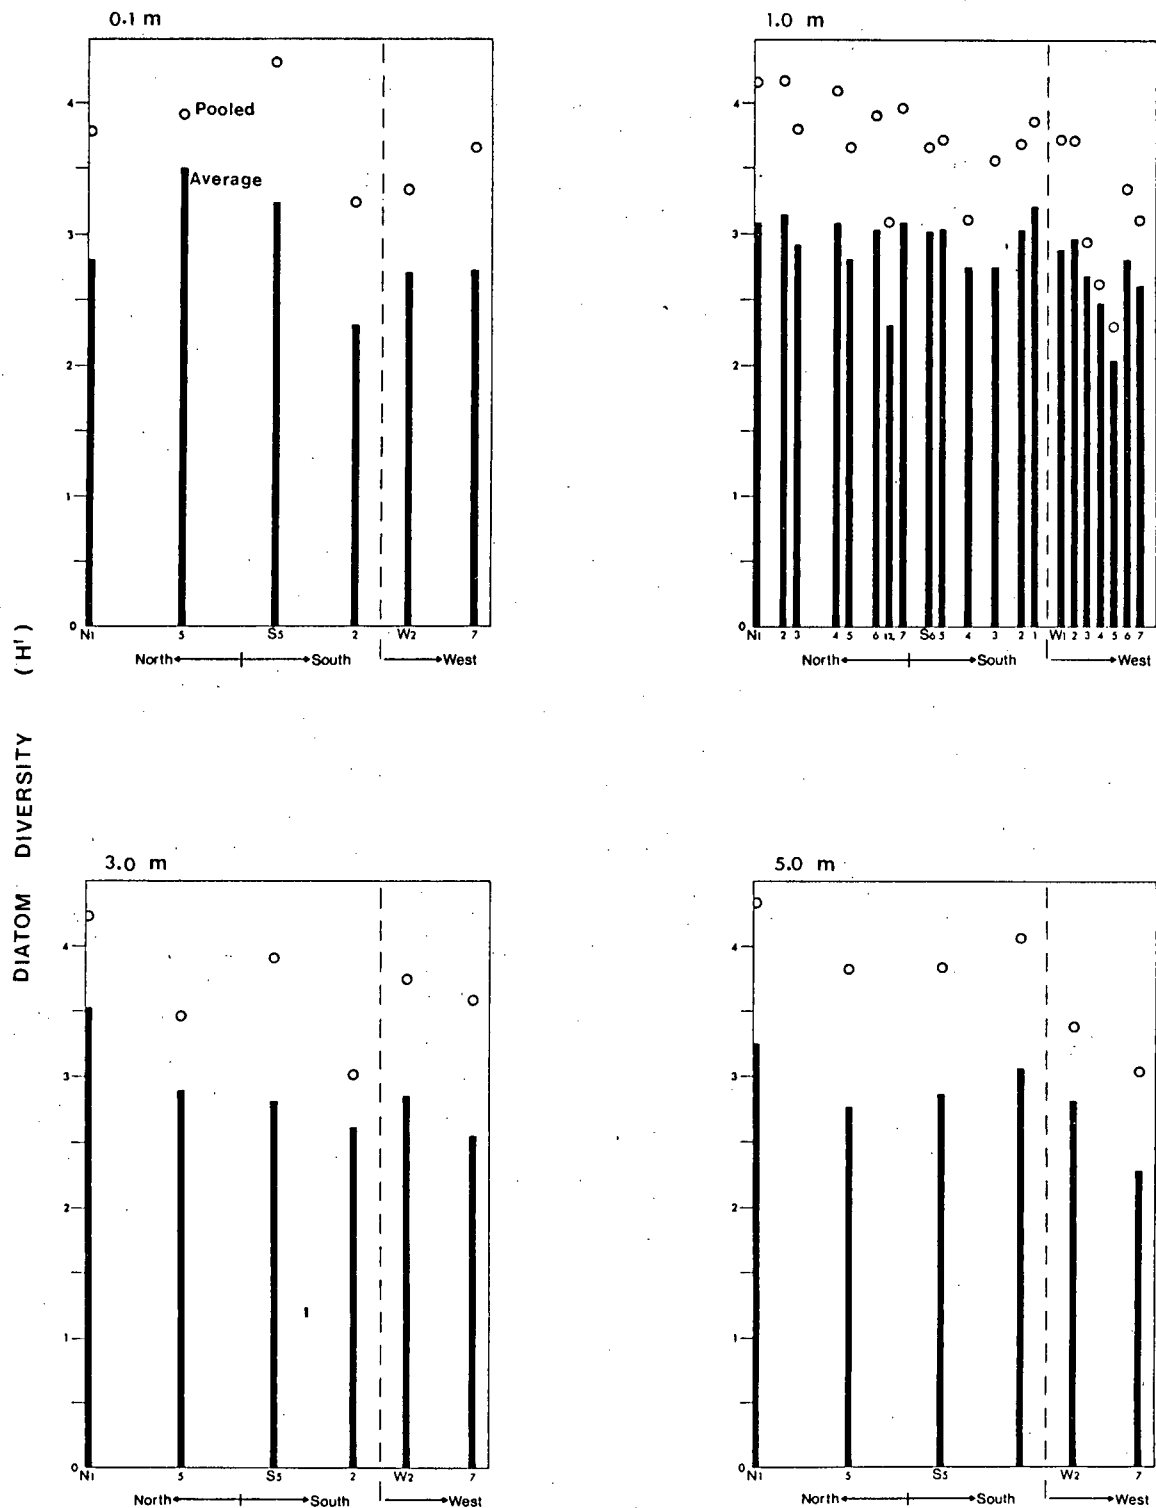 DIATOM DIVERSITY (H')
0.1 m
4
3
2
1
0
Pooled
Average
N1 5 S5 2 W2 7
North South West
1.0 m
4
3
2
1
0
N1 2 3 4 5 6 7 S6 5 4 3 2 1 W1 2 3 4 5 6 7
North South West
3.0 m
4
3
2
1
0
N1 5 S5 2 W2 7
North South West
5.0 m
4
3
2
1
0
N1 5 S5 W2 7
North South West